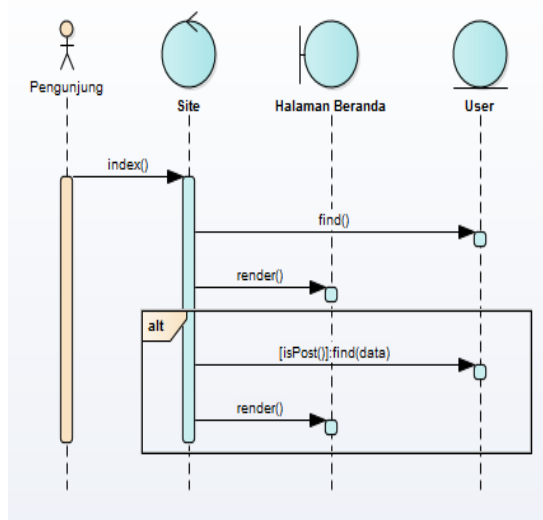 Pengunjung
Site
Halaman Beranda
User
index()
find()
render()
alt
[isPost()]:find(data)
render()